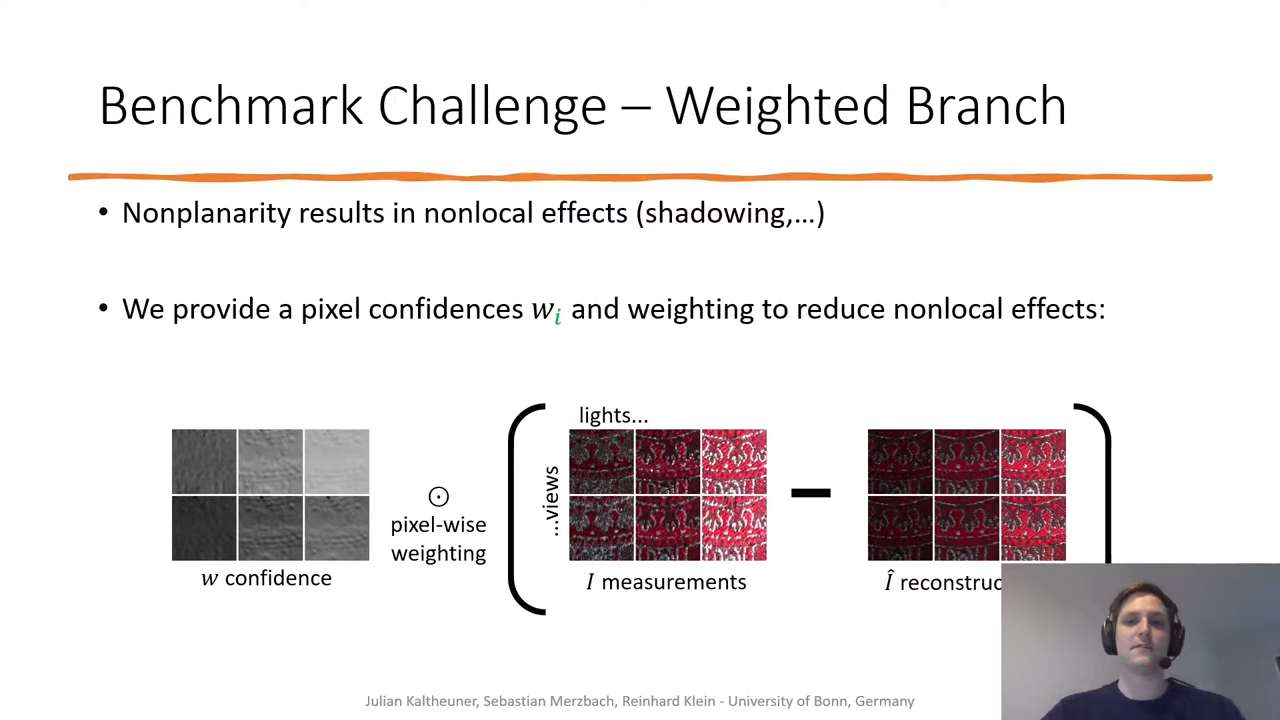 Benchmark Challenge – Weighted Branch
• Nonplanarity results in nonlocal effects (shadowing,...)
• We provide a pixel confidences wᵢ and weighting to reduce nonlocal effects:
lights...
...views
⊙
pixel-wise
weighting
−
w confidence
I measurements
Î reconstruc
Julian Kaltheuner, Sebastian Merzbach, Reinhard Klein - University of Bonn, Germany